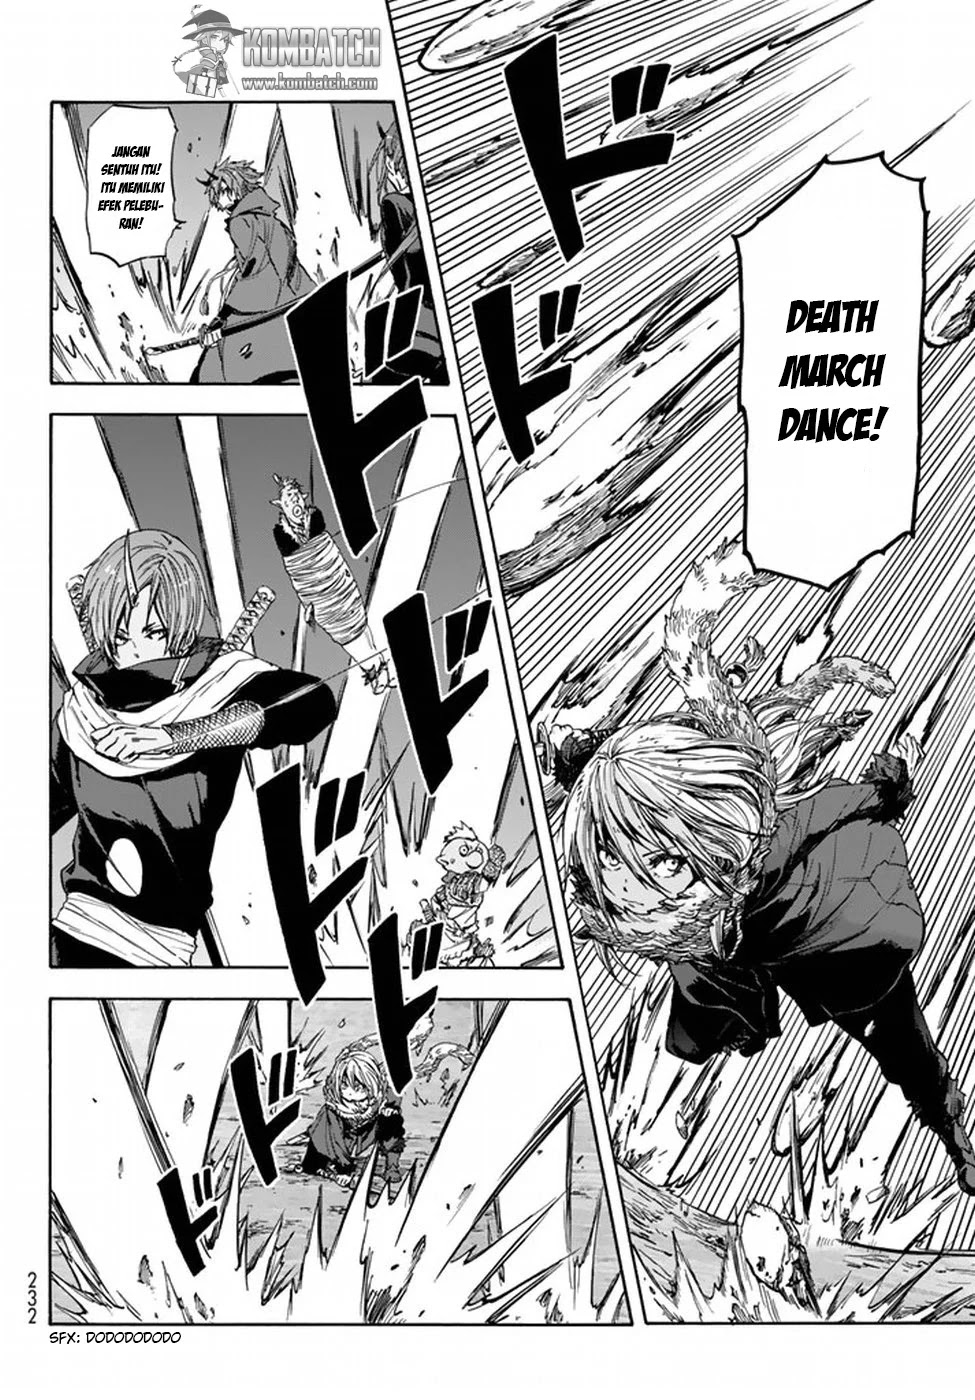 KOMBATCH
www.kombatch.com
DEATH
MARCH
DANCE!
JANGAN
SENTUH ITU!
ITU MEMILIKI
EFEK PELEBU-
RAN!
ドドド
ドドド
ドドドド
232
SFX: DODODODODO